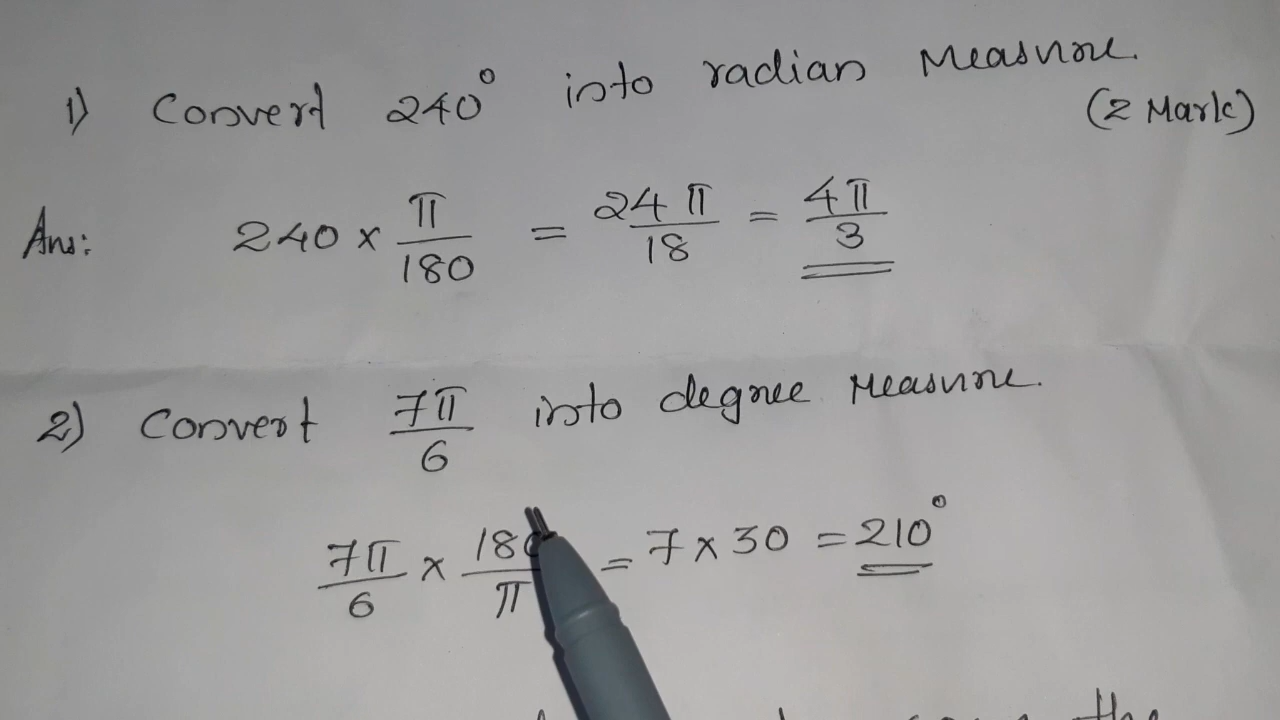 1) Convert 240° into radian Measure.
(2 Mark)
Ans: 240 × π/180 = 24π/18 = 4π/3
2) Convert 7π/6 into degree Measure.
7π/6 × 180/π = 7 × 30 = 210°
the